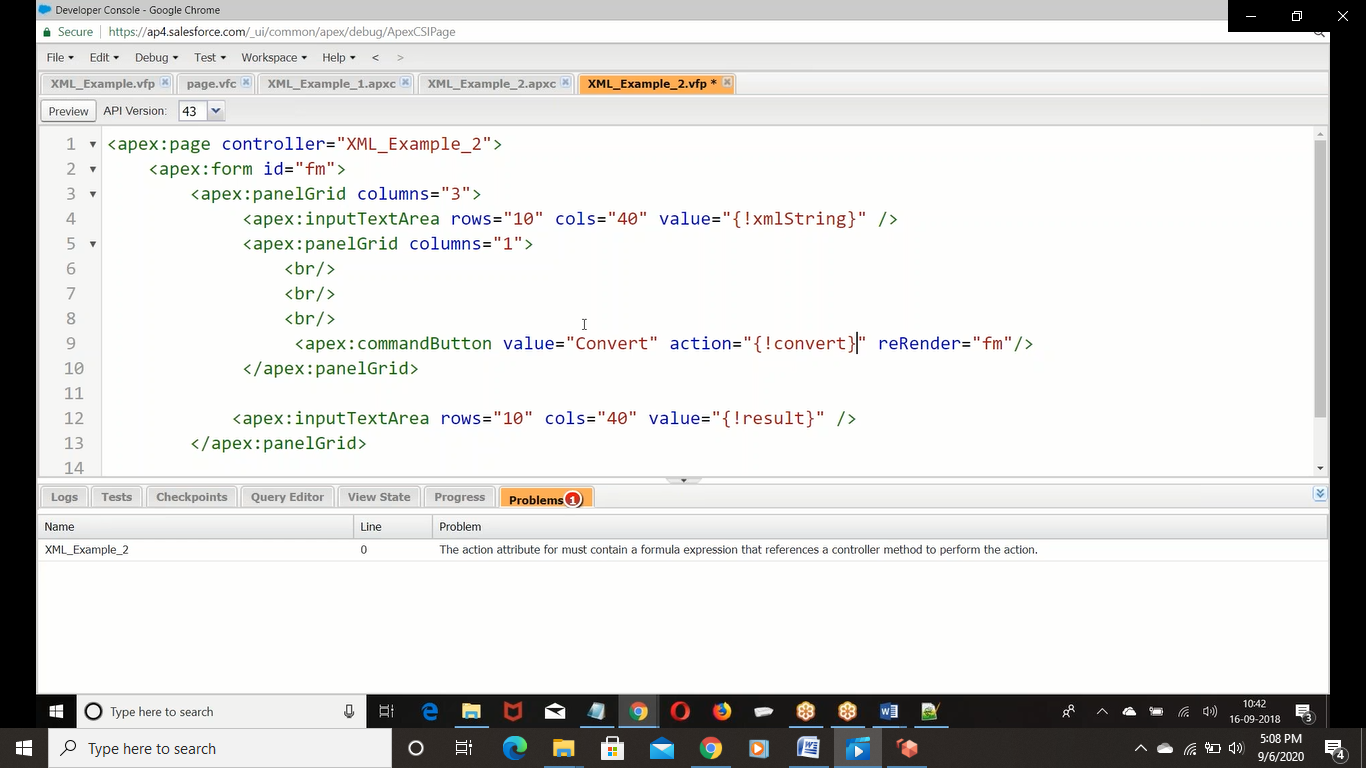 Developer Console - Google Chrome
Secure https://ap4.salesforce.com/_ui/common/apex/debug/ApexCSIPage
File Edit Debug Test Workspace Help < >
XML_Example.vfp page.vfc XML_Example_1.apxc XML_Example_2.apxc XML_Example_2.vfp *
Preview API Version: 43
1 <apex:page controller="XML_Example_2">
2 <apex:form id="fm">
3 <apex:panelGrid columns="3">
4 <apex:inputTextArea rows="10" cols="40" value="{!xmlString}" />
5 <apex:panelGrid columns="1">
6 <br/>
7 <br/>
8 <br/>
9 <apex:commandButton value="Convert" action="{!convert}" reRender="fm"/>
10 </apex:panelGrid>
11
12 <apex:inputTextArea rows="10" cols="40" value="{!result}" />
13 </apex:panelGrid>
14
Logs Tests Checkpoints Query Editor View State Progress Problems 1
Name Line Problem
XML_Example_2 0 The action attribute for must contain a formula expression that references a controller method to perform the action.
Type here to search
10:42
16-09-2018
3
Type here to search
5:08 PM
9/6/2020
4